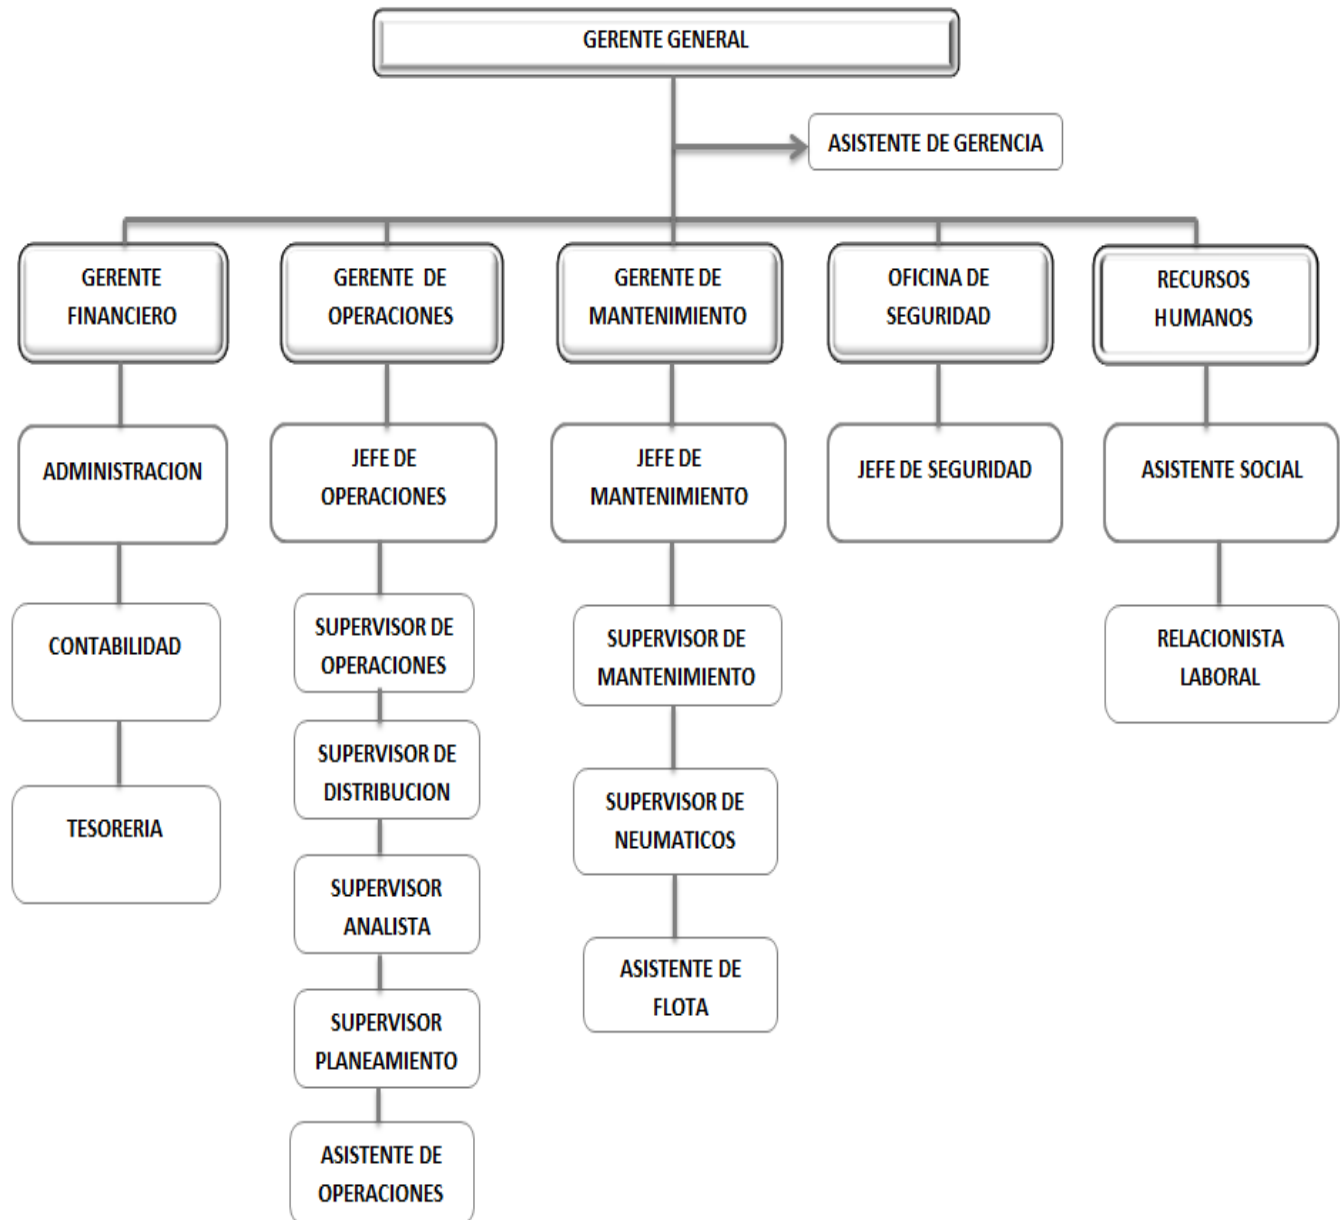 GERENTE GENERAL
ASISTENTE DE GERENCIA
GERENTE
FINANCIERO
GERENTE DE
OPERACIONES
GERENTE DE
MANTENIMIENTO
OFICINA DE
SEGURIDAD
RECURSOS
HUMANOS
ADMINISTRACION
JEFE DE
OPERACIONES
JEFE DE
MANTENIMIENTO
JEFE DE SEGURIDAD
ASISTENTE SOCIAL
CONTABILIDAD
SUPERVISOR DE
OPERACIONES
SUPERVISOR DE
MANTENIMIENTO
RELACIONISTA
LABORAL
TESORERIA
SUPERVISOR DE
DISTRIBUCION
SUPERVISOR DE
NEUMATICOS
SUPERVISOR
ANALISTA
ASISTENTE DE
FLOTA
SUPERVISOR
PLANEAMIENTO
ASISTENTE DE
OPERACIONES